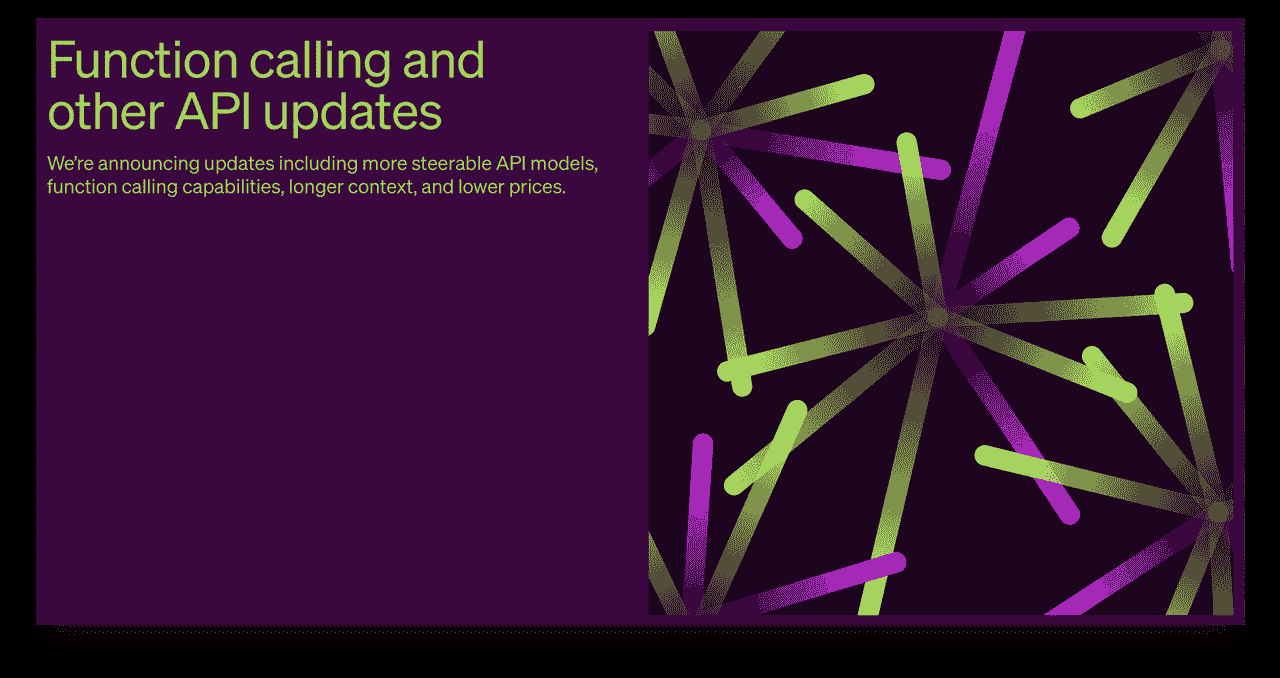 Function calling and
other API updates
We’re announcing updates including more steerable API models,
function calling capabilities, longer context, and lower prices.